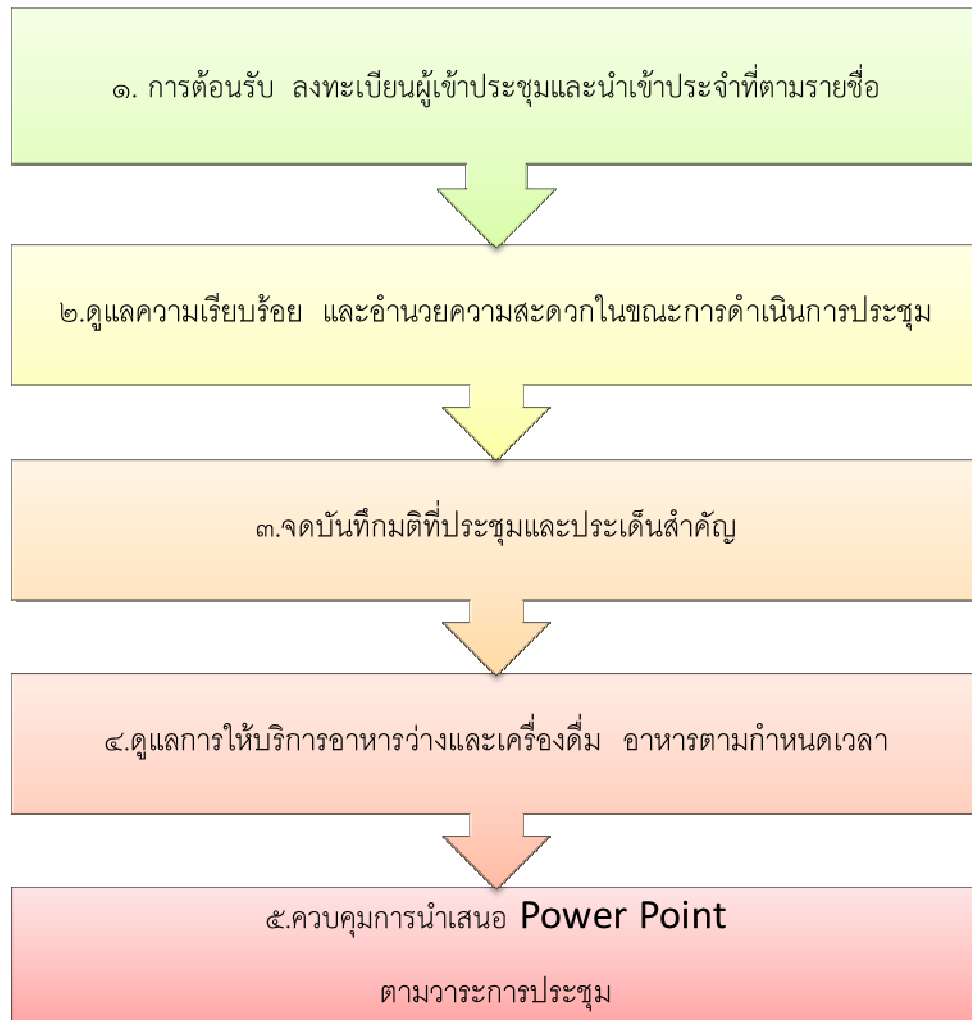 ๑. การต้อนรับ ลงทะเบียนผู้เข้าประชุมและนำเข้าประจำที่ตามรายชื่อ
๒.ดูแลความเรียบร้อย และอำนวยความสะดวกในขณะการดำเนินการประชุม
๓.จดบันทึกมติที่ประชุมและประเด็นสำคัญ
๔.ดูแลการให้บริการอาหารว่างและเครื่องดื่ม อาหารตามกำหนดเวลา
๕.ควบคุมการนำเสนอ Power Point
ตามวาระการประชุม